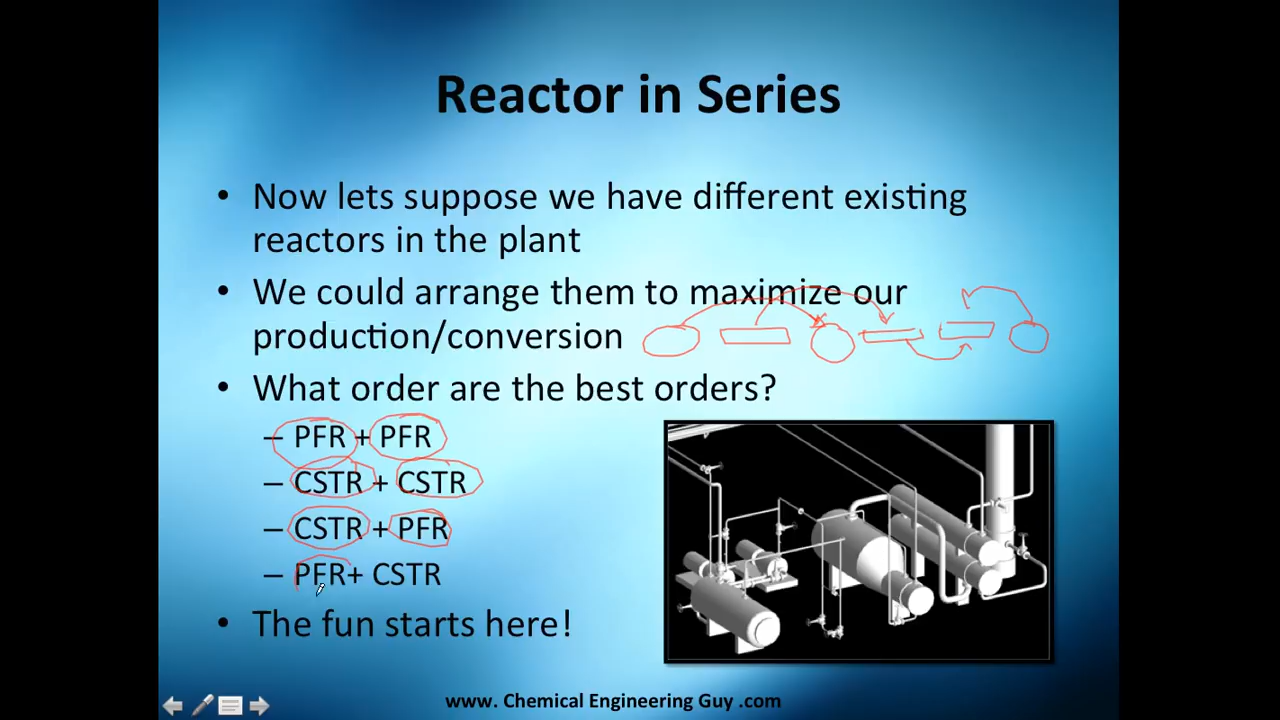 Reactor in Series
• Now lets suppose we have different existing
reactors in the plant
• We could arrange them to maximize our
production/conversion
• What order are the best orders?
– PFR + PFR
– CSTR + CSTR
– CSTR + PFR
– PFR+ CSTR
• The fun starts here!
www. Chemical Engineering Guy .com